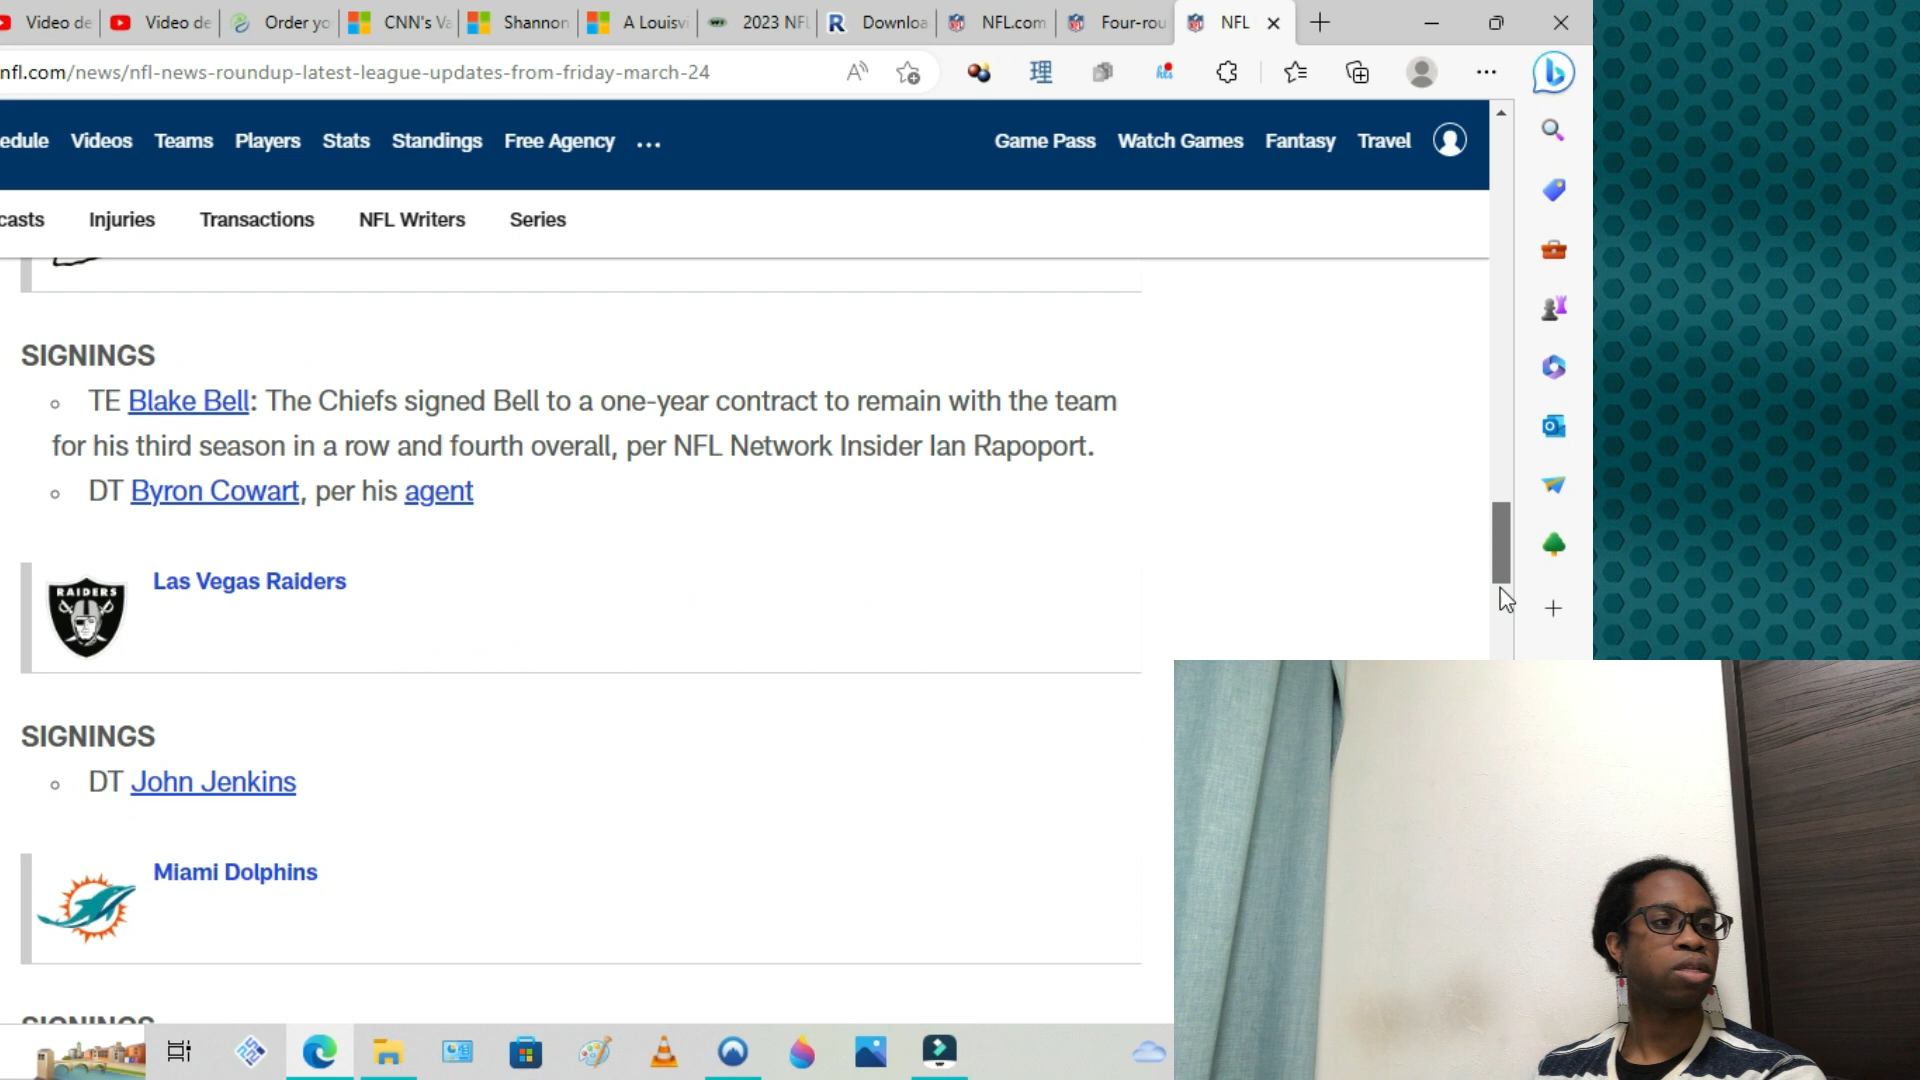 Video de
Video de
Order yo
CNN's Va
Shannon
A Louisvi
2023 NFL
Downloa
NFL.com
Four-rou
NFL
nfl.com/news/nfl-news-roundup-latest-league-updates-from-friday-march-24
edule Videos Teams Players Stats Standings Free Agency ...
Game Pass Watch Games Fantasy Travel
casts Injuries Transactions NFL Writers Series
SIGNINGS
TE Blake Bell: The Chiefs signed Bell to a one-year contract to remain with the team
for his third season in a row and fourth overall, per NFL Network Insider Ian Rapoport.
DT Byron Cowart, per his agent
RAIDERS
Las Vegas Raiders
SIGNINGS
DT John Jenkins
Miami Dolphins
SIGNINGS